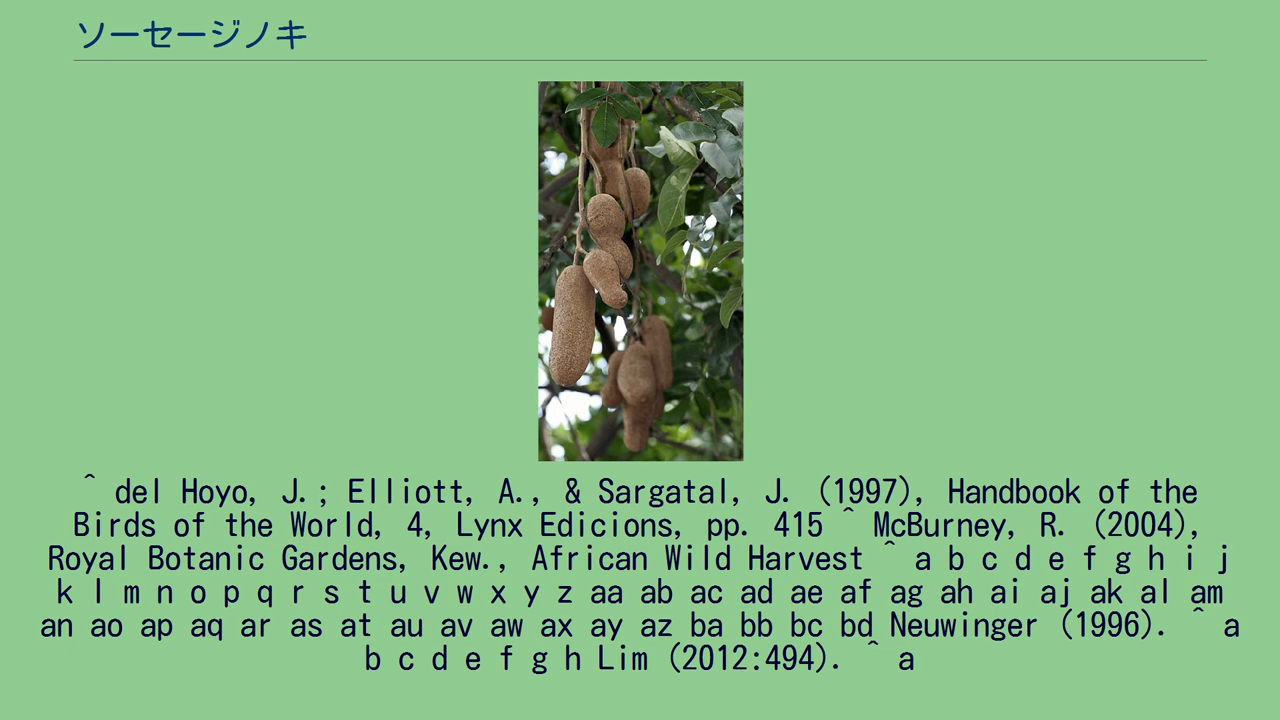 ソーセージノキ
^ del Hoyo, J.; Elliott, A., & Sargatal, J. (1997), Handbook of the
Birds of the World, 4, Lynx Edicions, pp. 415 ^ McBurney, R. (2004),
Royal Botanic Gardens, Kew., African Wild Harvest ^ a b c d e f g h i j
k l m n o p q r s t u v w x y z aa ab ac ad ae af ag ah ai aj ak al am
an ao ap aq ar as at au av aw ax ay az ba bb bc bd Neuwinger (1996). ^ a
b c d e f g h Lim (2012:494). ^ a